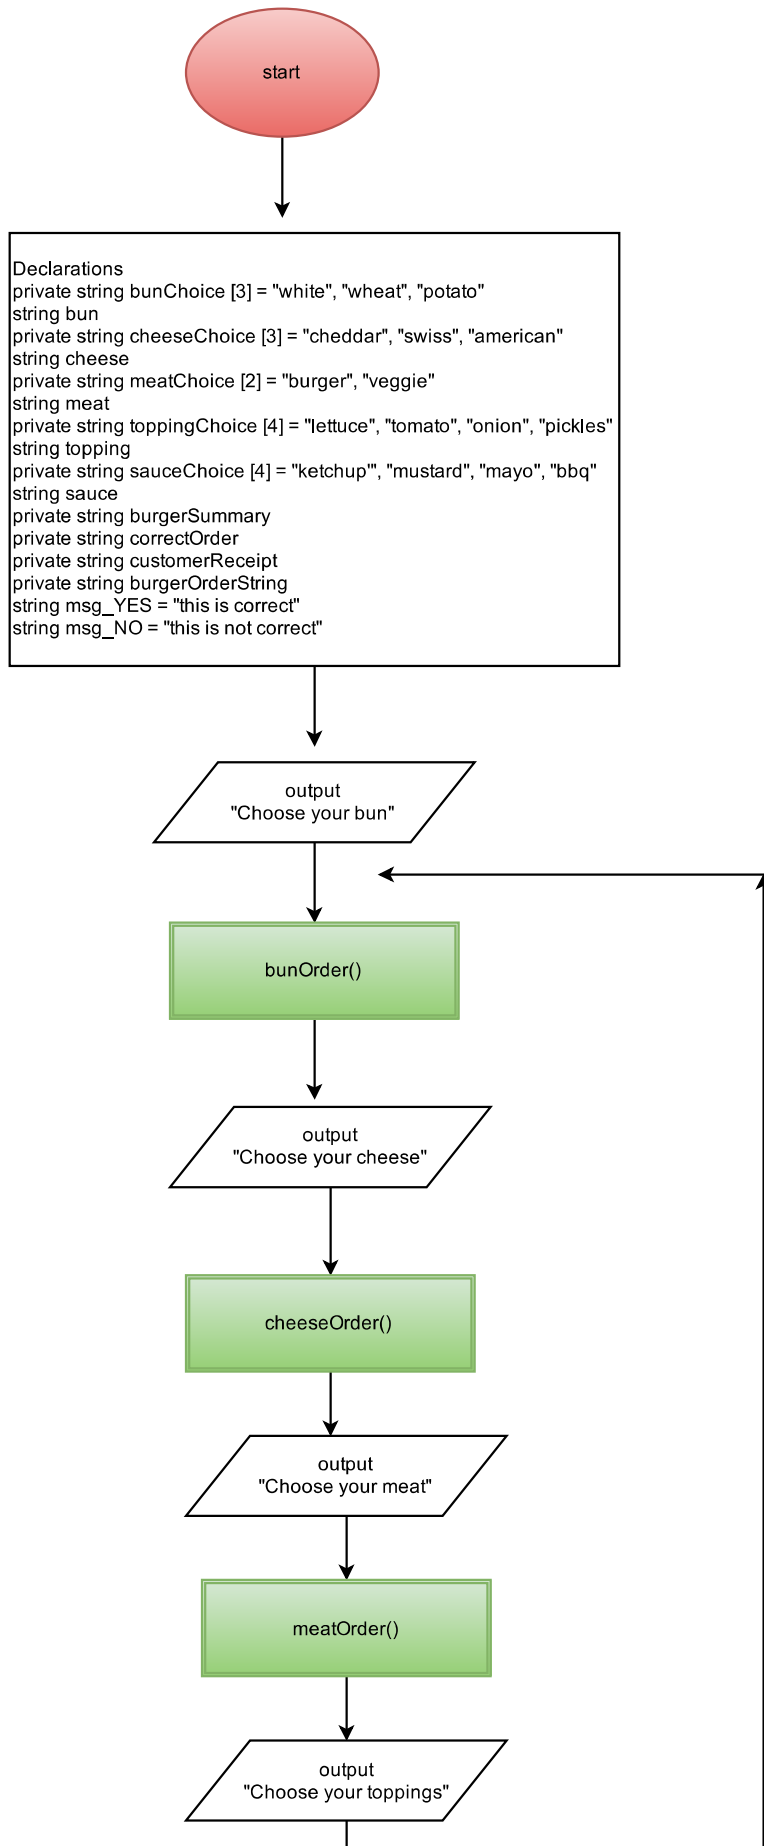 start
Declarations
private string bunChoice [3] = "white", "wheat", "potato"
string bun
private string cheeseChoice [3] = "cheddar", "swiss", "american"
string cheese
private string meatChoice [2] = "burger", "veggie"
string meat
private string toppingChoice [4] = "lettuce", "tomato", "onion", "pickles"
string topping
private string sauceChoice [4] = "ketchup'", "mustard", "mayo", "bbq"
string sauce
private string burgerSummary
private string correctOrder
private string customerReceipt
private string burgerOrderString
string msg_YES = "this is correct"
string msg_NO = "this is not correct"
output
"Choose your bun"
bunOrder()
output
"Choose your cheese"
cheeseOrder()
output
"Choose your meat"
meatOrder()
output
"Choose your toppings"